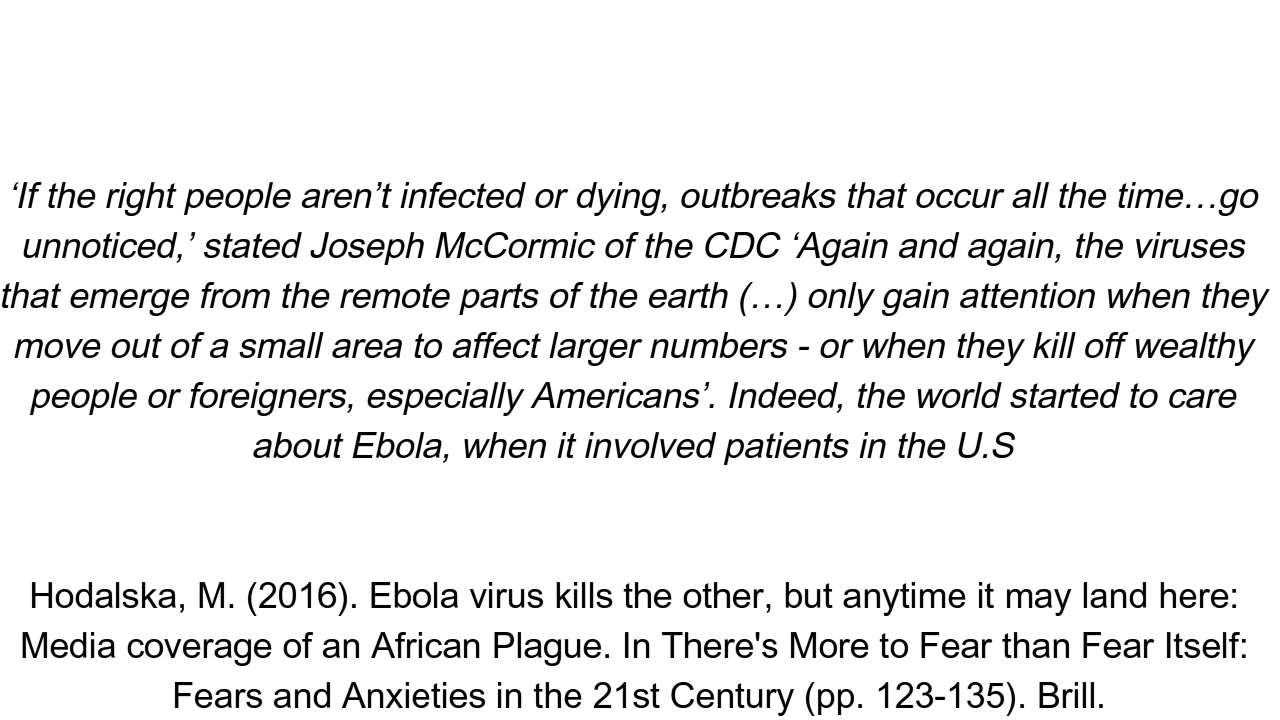 ‘If the right people aren’t infected or dying, outbreaks that occur all the time…go
unnoticed,’ stated Joseph McCormic of the CDC ‘Again and again, the viruses
that emerge from the remote parts of the earth (…) only gain attention when they
move out of a small area to affect larger numbers - or when they kill off wealthy
people or foreigners, especially Americans’. Indeed, the world started to care
about Ebola, when it involved patients in the U.S
Hodalska, M. (2016). Ebola virus kills the other, but anytime it may land here:
Media coverage of an African Plague. In There's More to Fear than Fear Itself:
Fears and Anxieties in the 21st Century (pp. 123-135). Brill.